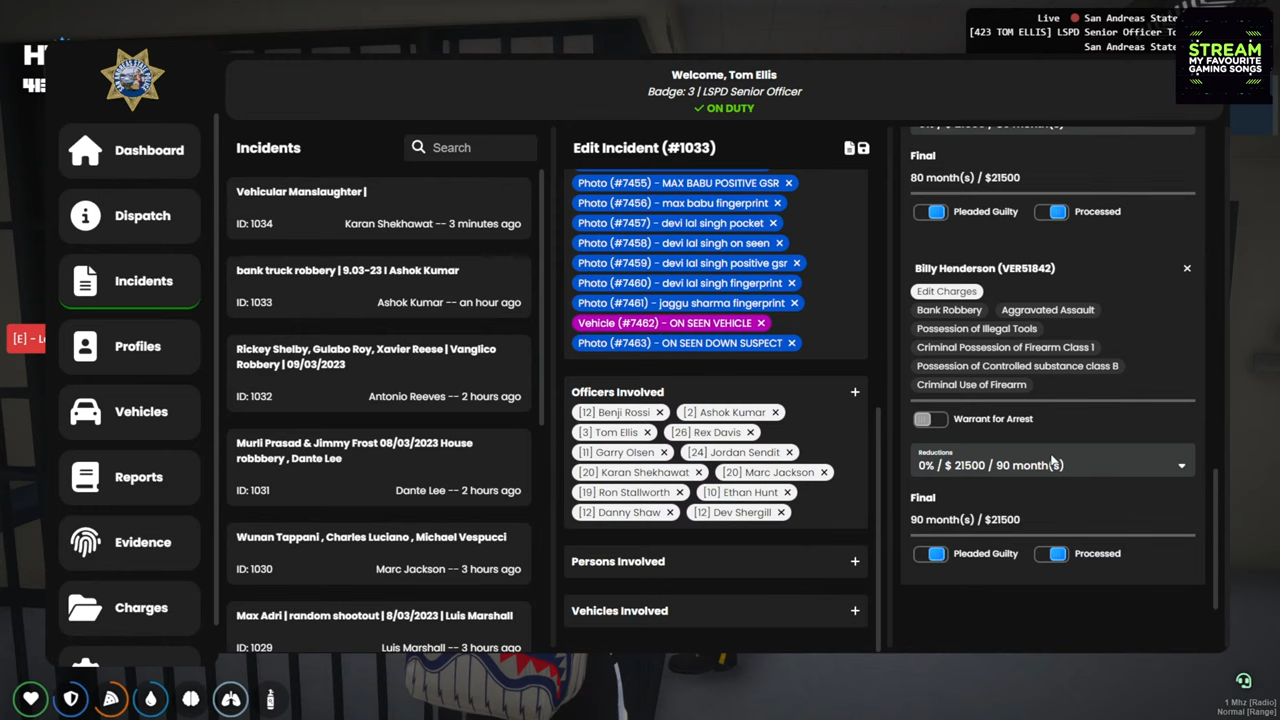 Live San Andreas State
[423 TOM ELLIS] LSPD Senior Officer To
San Andreas State
STREAM
MY FAVOURITE
GAMING SONGS
Welcome, Tom Ellis
Badge: 3 | LSPD Senior Officer
ON DUTY
Dashboard
Dispatch
Incidents
Profiles
Vehicles
Reports
Evidence
Charges
Incidents
Search
Vehicular Manslaughter |
ID: 1034 Karan Shekhawat -- 3 minutes ago
bank truck robbery | 9.03-23 I Ashok Kumar
ID: 1033 Ashok Kumar -- an hour ago
Rickey Shelby, Gulabo Roy, Xavier Reese | Vanglico
Robbery | 09/03/2023
ID: 1032 Antonio Reeves -- 2 hours ago
Murli Prasad & Jimmy Frost 08/03/2023 House
robbbery , Dante Lee
ID: 1031 Dante Lee -- 2 hours ago
Wunan Tappani , Charles Luciano , Michael Vespucci
ID: 1030 Marc Jackson -- 3 hours ago
Max Adri | random shootout | 8/03/2023 | Luis Marshall
ID: 1029 Luis Marshall -- 3 hours ago
Edit Incident (#1033)
Photo (#7455) - MAX BABU POSITIVE GSR
Photo (#7456) - max babu fingerprint
Photo (#7457) - devi lal singh pocket
Photo (#7458) - devi lal singh on seen
Photo (#7459) - devi lal singh positive gsr
Photo (#7460) - devi lal singh fingerprint
Photo (#7461) - jaggu sharma fingerprint
Vehicle (#7462) - ON SEEN VEHICLE
Photo (#7463) - ON SEEN DOWN SUSPECT
Officers Involved
[12] Benji Rossi [2] Ashok Kumar
[3] Tom Ellis [26] Rex Davis
[11] Garry Olsen [24] Jordan Sendit
[20] Karan Shekhawat [20] Marc Jackson
[19] Ron Stallworth [10] Ethan Hunt
[12] Danny Shaw [12] Dev Shergill
Persons Involved
Vehicles Involved
Final
80 month(s) / $21500
Pleaded Guilty Processed
Billy Henderson (VER51842)
Edit Charges
Bank Robbery Aggravated Assault
Possession of Illegal Tools
Criminal Possession of Firearm Class 1
Possession of Controlled substance class B
Criminal Use of Firearm
Warrant for Arrest
Reductions
0% / $ 21500 / 90 month(s)
Final
90 month(s) / $21500
Pleaded Guilty Processed
1 Mhz [Radio]
Normal [Range]